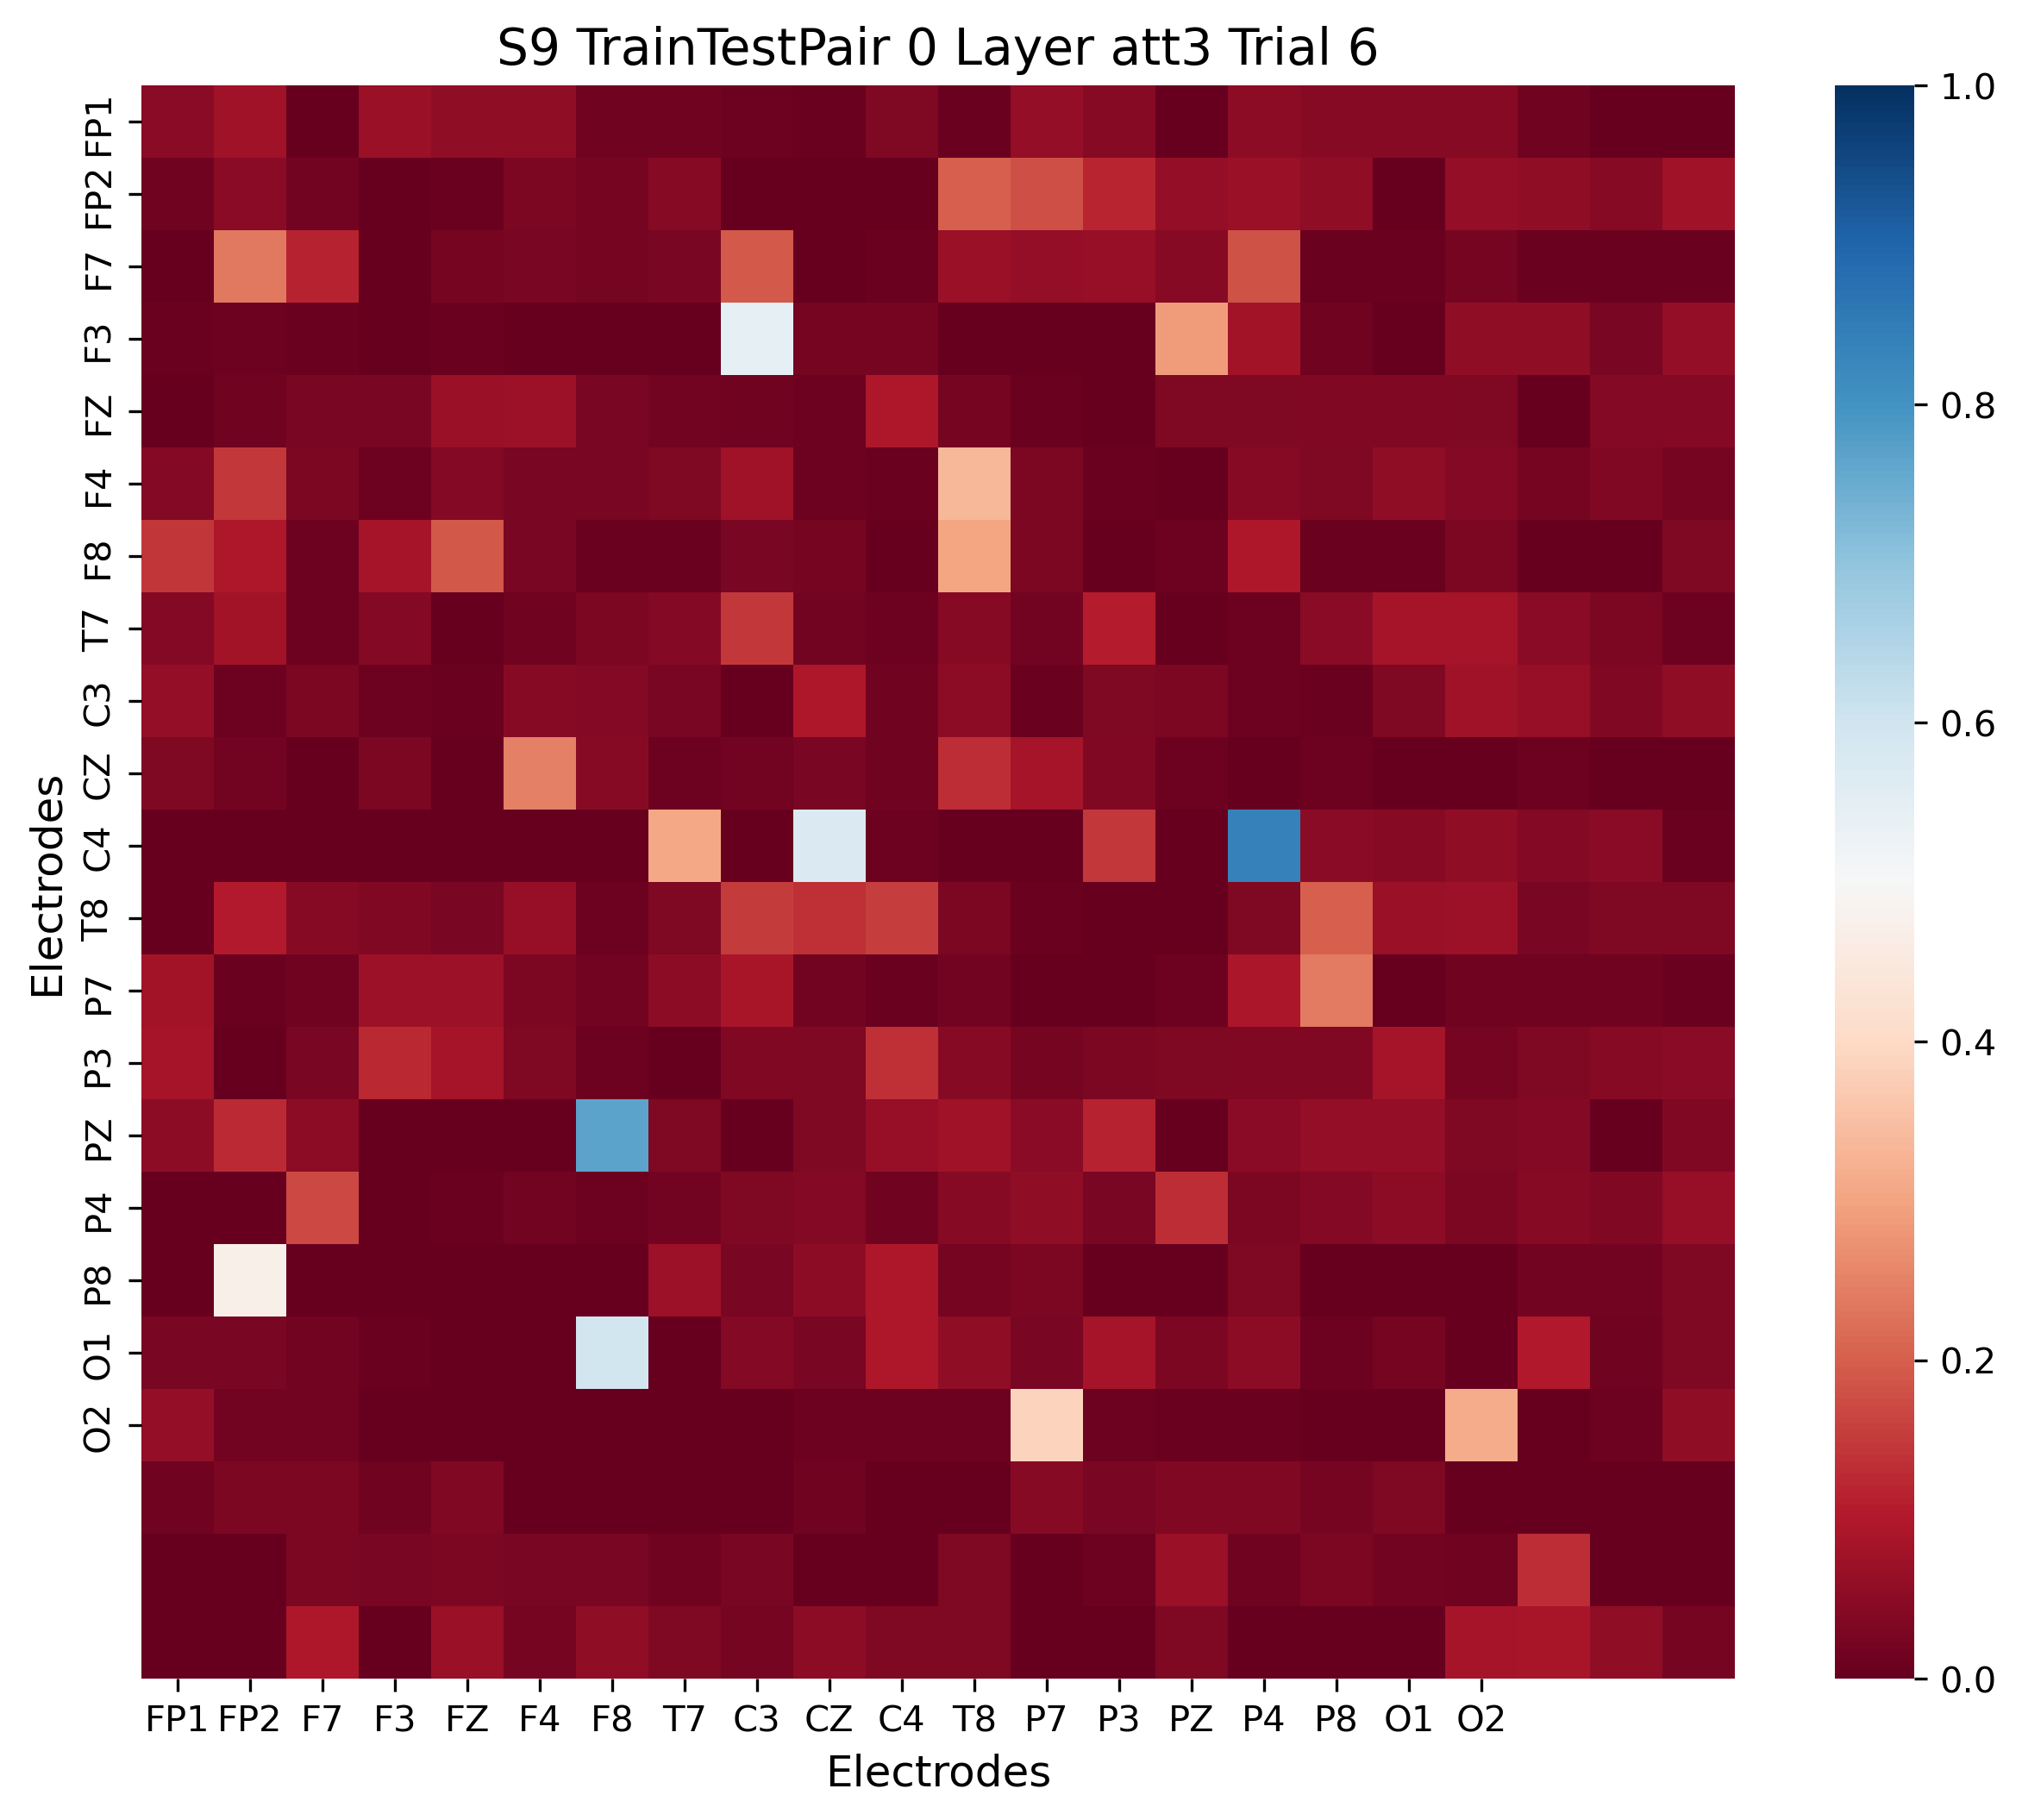 S9 TrainTestPair 0 Layer att3 Trial 6
Electrodes
FP1
FP2
F7
F3
FZ
F4
F8
T7
C3
CZ
C4
T8
P7
P3
PZ
P4
P8
O1
O2
FP1 FP2 F7 F3 FZ F4 F8 T7 C3 CZ C4 T8 P7 P3 PZ P4 P8 O1 O2
Electrodes
1.0
0.8
0.6
0.4
0.2
0.0